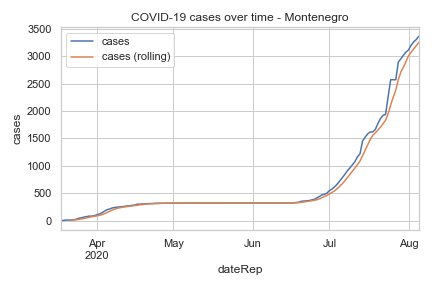 COVID-19 cases over time - Montenegro
cases
cases (rolling)
3500
3000
2500
2000
1500
1000
500
0
cases
Apr
2020
May
Jun
Jul
Aug
dateRep